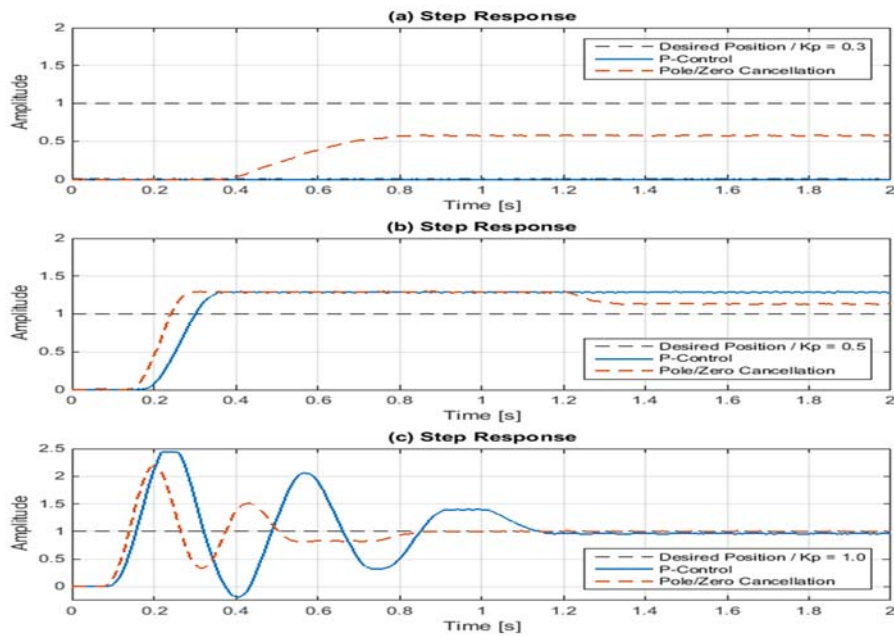 (a) Step Response
2
1.5
1
0.5
0
Amplitude
Desired Position / Kp = 0.3
P-Control
Pole/Zero Cancellation
0 0.2 0.4 0.6 0.8 1 1.2 1.4 1.6 1.8 2
Time [s]
(b) Step Response
2
1.5
1
0.5
0
Amplitude
Desired Position / Kp = 0.5
P-Control
Pole/Zero Cancellation
0 0.2 0.4 0.6 0.8 1 1.2 1.4 1.6 1.8 2
Time [s]
(c) Step Response
2.5
2
1.5
1
0.5
0
Amplitude
Desired Position / Kp = 1.0
P-Control
Pole/Zero Cancellation
0 0.2 0.4 0.6 0.8 1 1.2 1.4 1.6 1.8 2
Time [s]